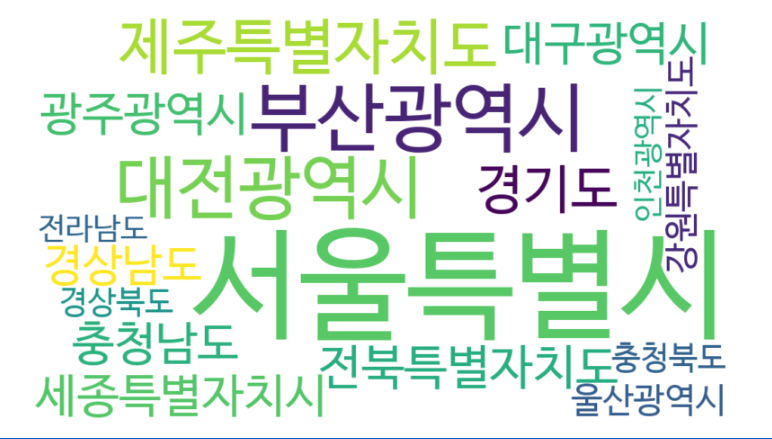 제주특별자치도
대구광역시
광주광역시
부산광역시
인천광역시
강원특별자치도
대전광역시
경기도
전라남도
경상남도
서울특별시
경상북도
충청남도
전북특별자치도
충청북도
세종특별자치시
울산광역시